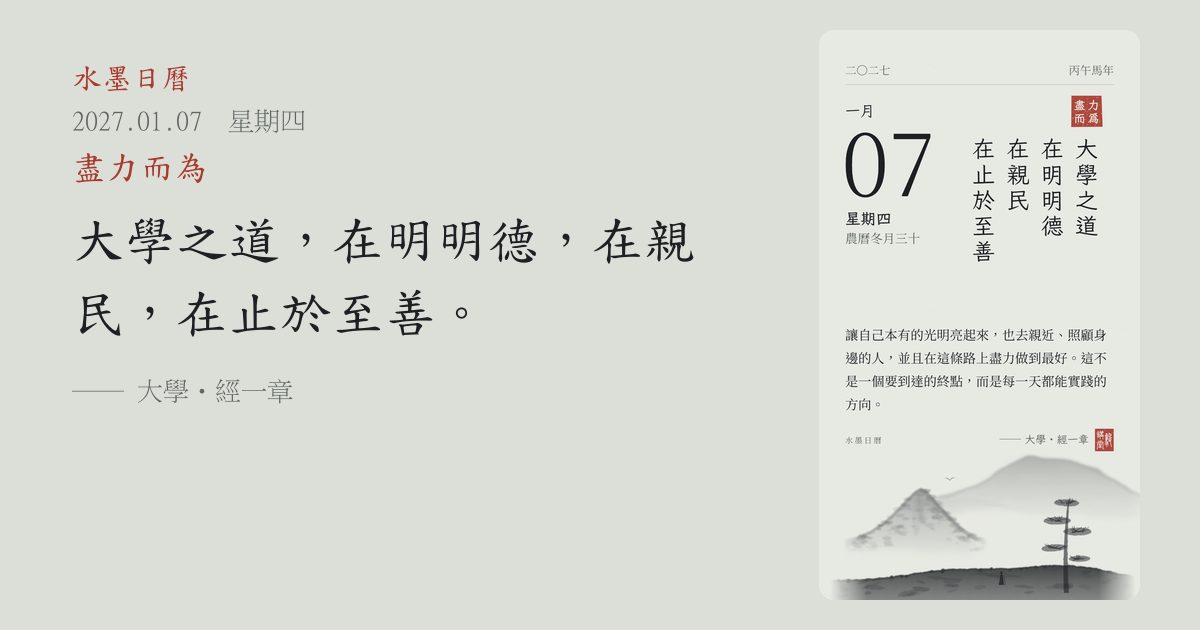 水墨日曆
2027.01.07 星期四
盡力而為
大學之道，在明明德，在親
民，在止於至善。
—— 大學・經一章
二〇二七
丙午馬年
一月
07
星期四
農曆冬月三十
盡力而爲
大學之道
在明明德
在親民
在止於至善
讓自己本有的光明亮起來，也去親近、照顧身
邊的人，並且在這條路上盡力做到最好。這不
是一個要到達的終點，而是每一天都能實踐的
方向。
水墨日曆
—— 大學・經一章